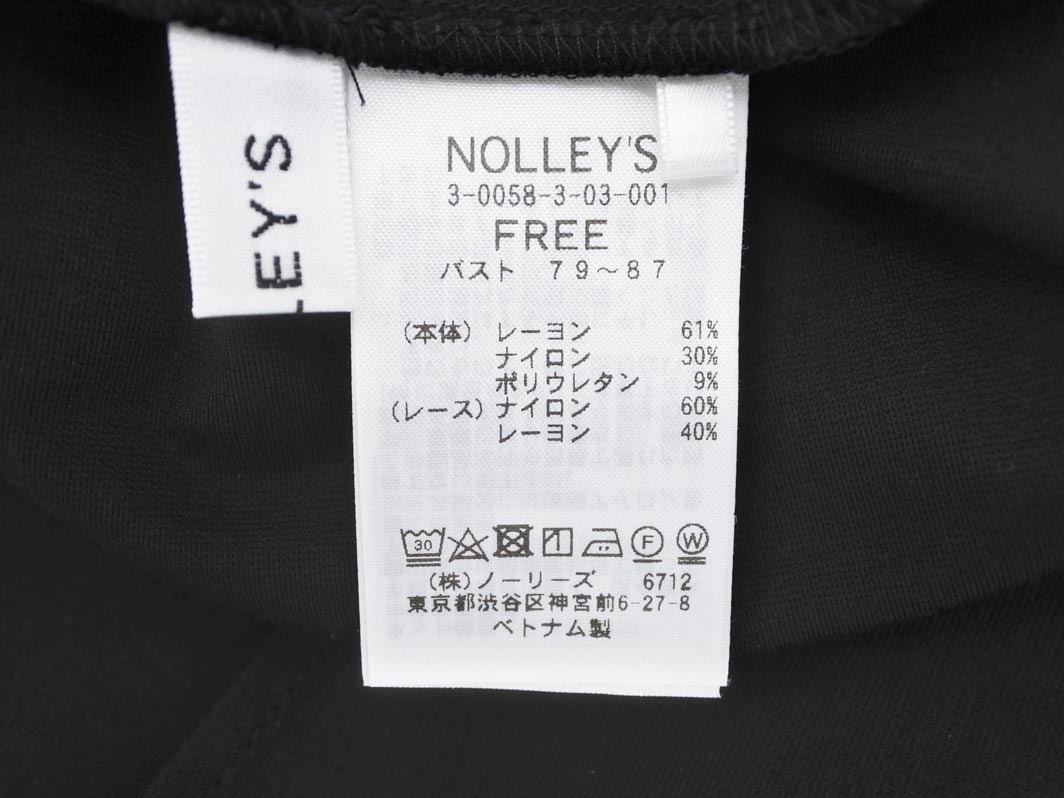 LEY'S
NOLLEY'S
3-0058-3-03-001
FREE
バスト 79～87
(本体) レーヨン 61%
ナイロン 30%
ポリウレタン 9%
(レース) ナイロン 60%
レーヨン 40%
30 F W
(株)ノーリーズ 6712
東京都渋谷区神宮前6-27-8
ベトナム製